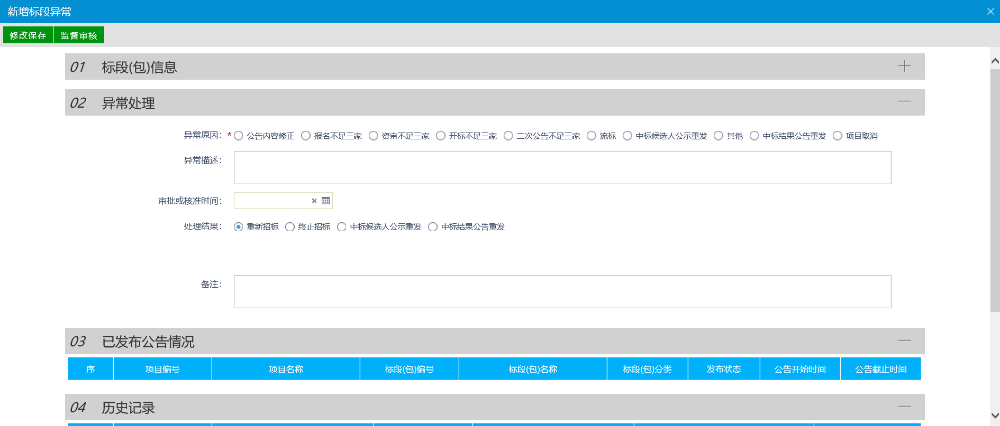 新增标段异常
修改保存 监督审核
01 标段(包)信息
02 异常处理
异常原因：* 公告内容修正 报名不足三家 资审不足三家 开标不足三家 二次公告不足三家 流标 中标候选人公示重发 其他 中标结果公告重发 项目取消
异常描述：
审批或核准时间：
处理结果： 重新招标 终止招标 中标候选人公示重发 中标结果公告重发
备注：
03 已发布公告情况
序 项目编号 项目名称 标段(包)编号 标段(包)名称 标段(包)分类 发布状态 公告开始时间 公告截止时间
04 历史记录